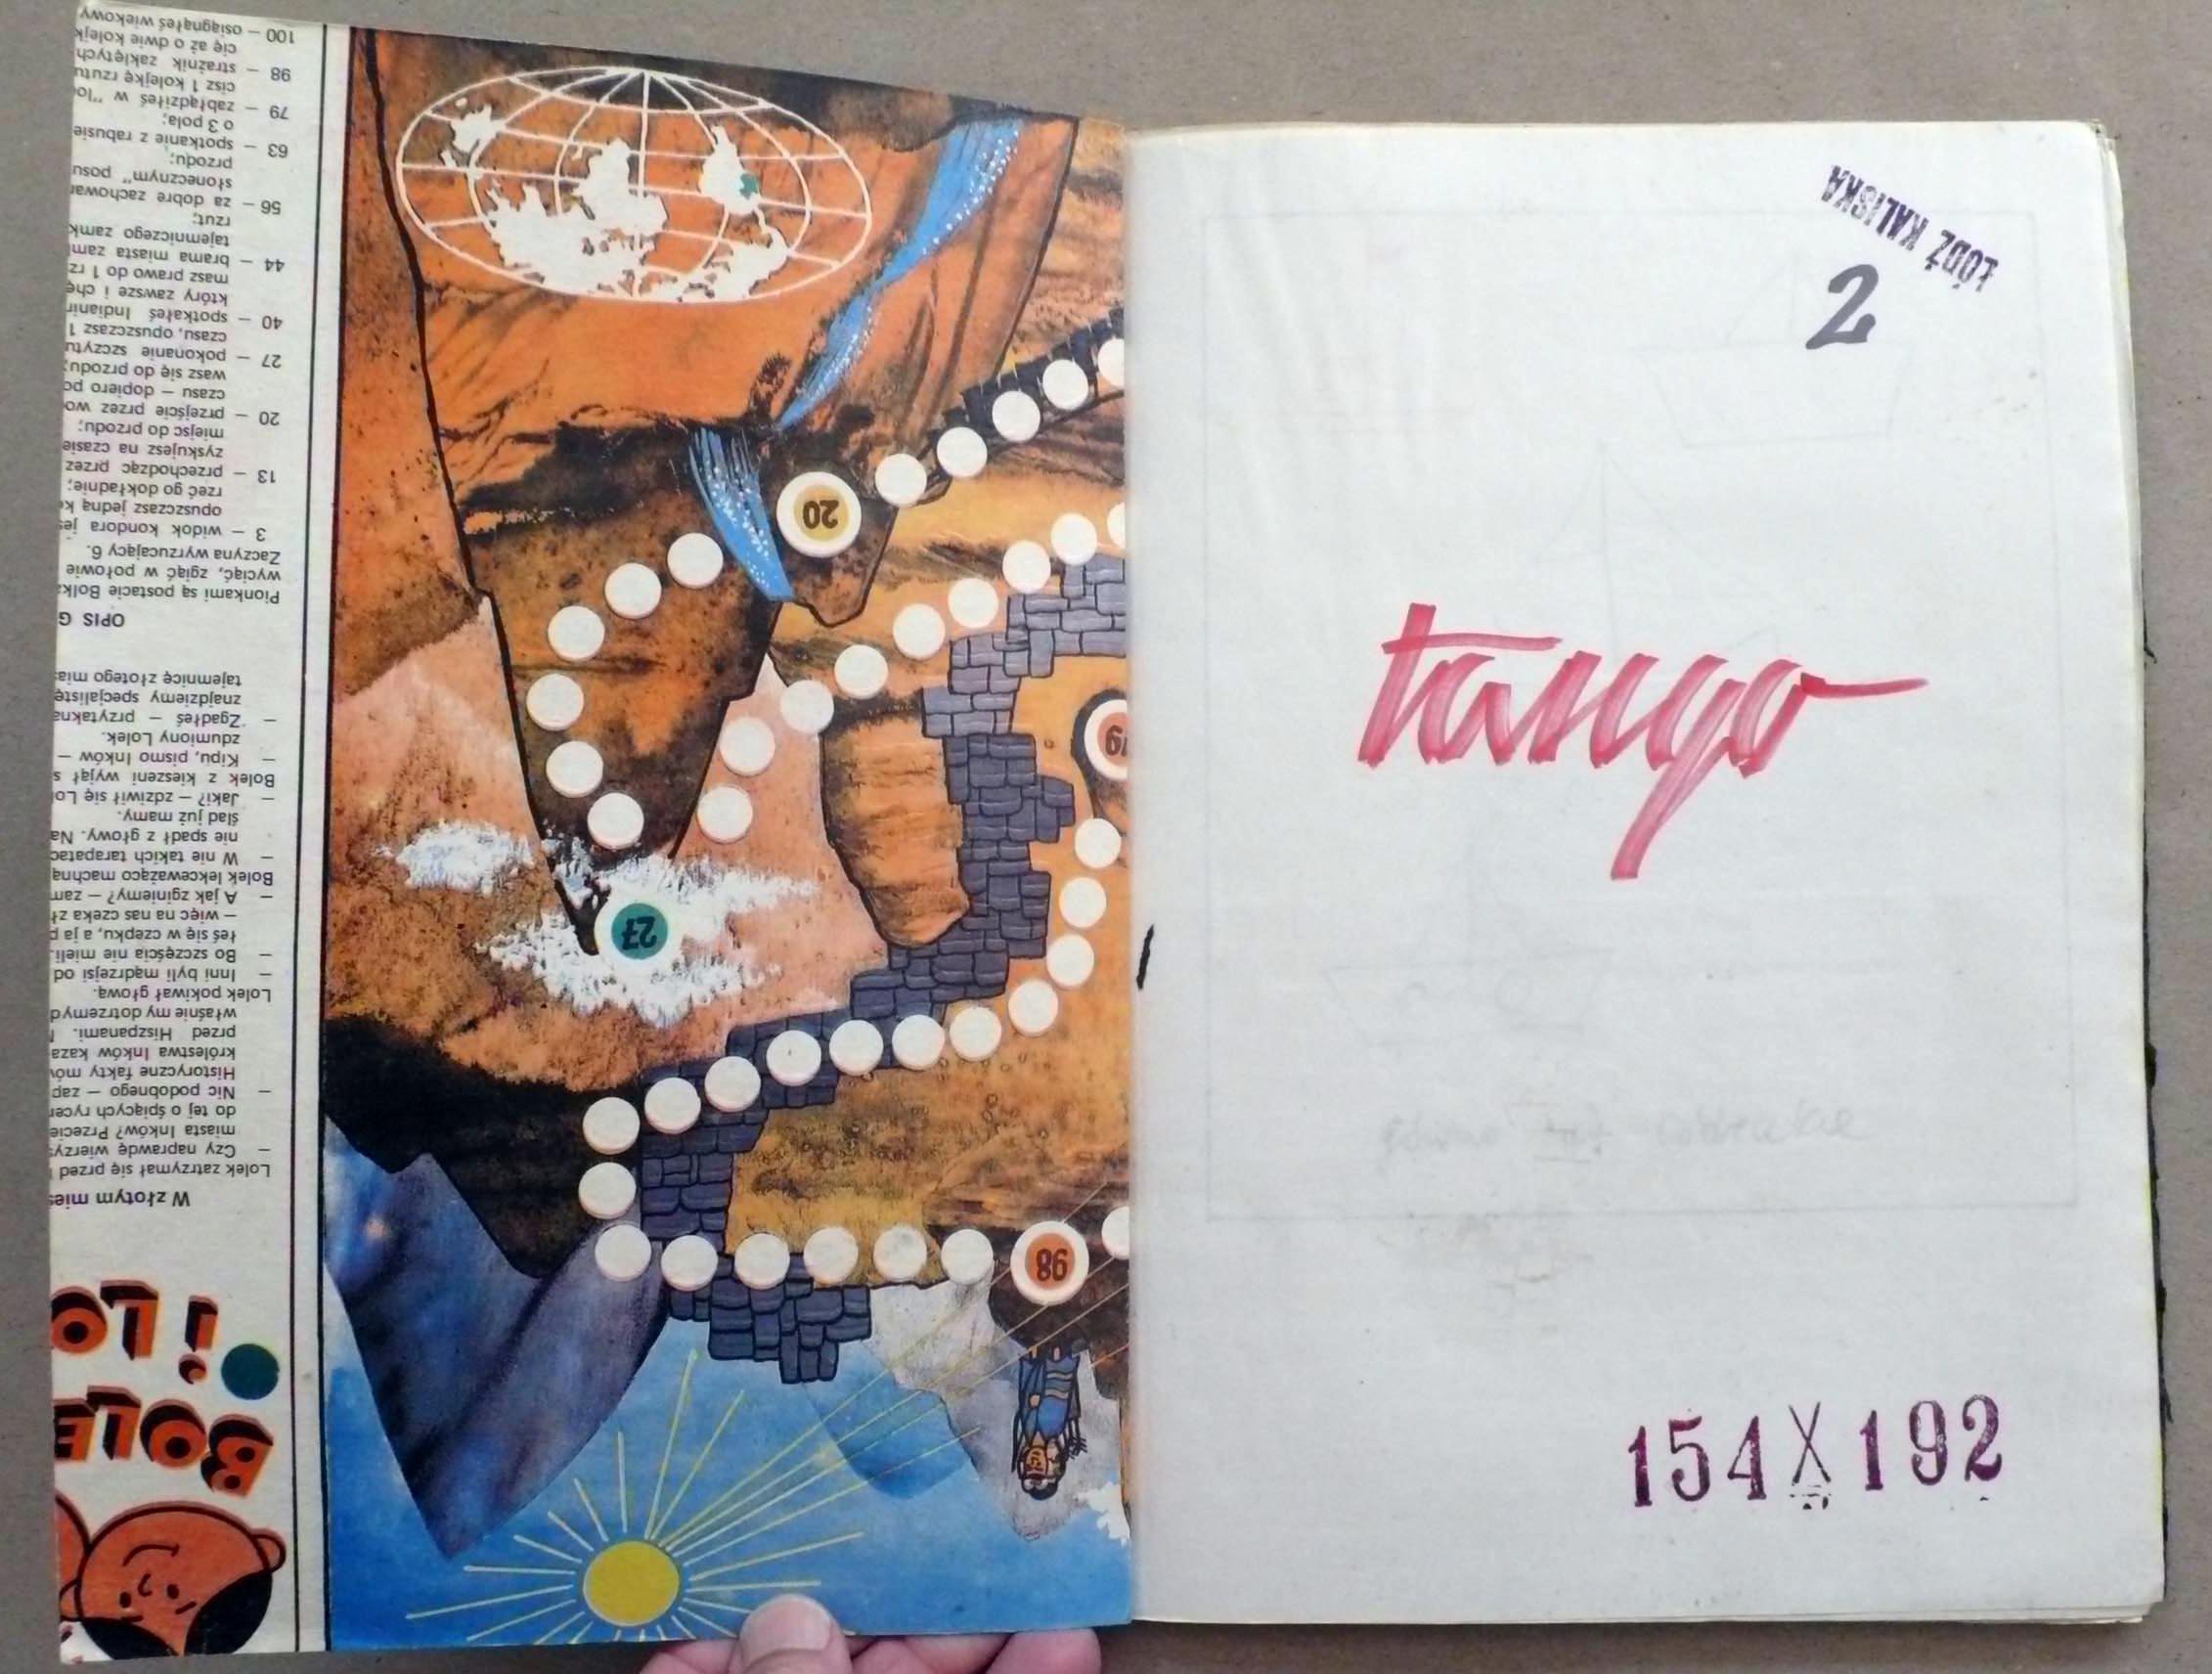 BOLE
i LO
W złotym mies
Lolek zatrzymał się przed
– Czy naprawdę wierzys
miasta Inków? Przecie
do tej o śpiących rycer
– Nic podobnego – zap
Historyczne fakty mów
królestwa Inków kaza
przed Hiszpanami.
właśnie my dotrzemy d
Lolek pokiwał głową.
– Inni byli mądrzejsi od
– Bo szczęścia nie mieli.
łeś się w czepku, a ja p
– więc na nas czeka zł
– A jak zginiemy? – zam
Bolek lekceważąco machną
– W nie takich tarapatac
nie spadł z głowy. Na
ślad już mamy.
– Jaki? – zdziwił się Lo
Bolek z kieszeni wyjął s
– Kipu, pismo Inków –
zdumiony Lolek.
– Zgadłeś – przytakną
znajdziemy specjalistę
tajemnicę złotego mias
OPIS G
Pionkami są postacie Bolka
wyciąć, zgiąć w połowie
Zaczyna wyrzucający 6.
3 – widok kondora jes
opuszczasz jedną k
rzeć go dokładnie;
13 – przechodząc przez
zyskujesz na czasie
miejsc do przodu;
20 – przejście przez wo
czasu – dopiero po
wasz się do przodu;
27 – pokonanie szczytu
czasu, opuszczasz 1
40 – spotkałeś Indianin
który zawsze i chę
masz prawo do 1 rz
44 – brama miasta zam
tajemniczego zamk
rzut;
56 – za dobre zachowan
słonecznym" posu
przodu;
63 – spotkanie z rabusie
o 3 pola;
79 – zabłądziłeś w "lo
cisz 1 kolejkę rzutu
98 – strażnik zaklętych
cię aż o dwie kolejk
100 – osiągnąłeś wiekowy
98
27
79
20
ŁÓDŹ KALISKA
2
tango
154X192